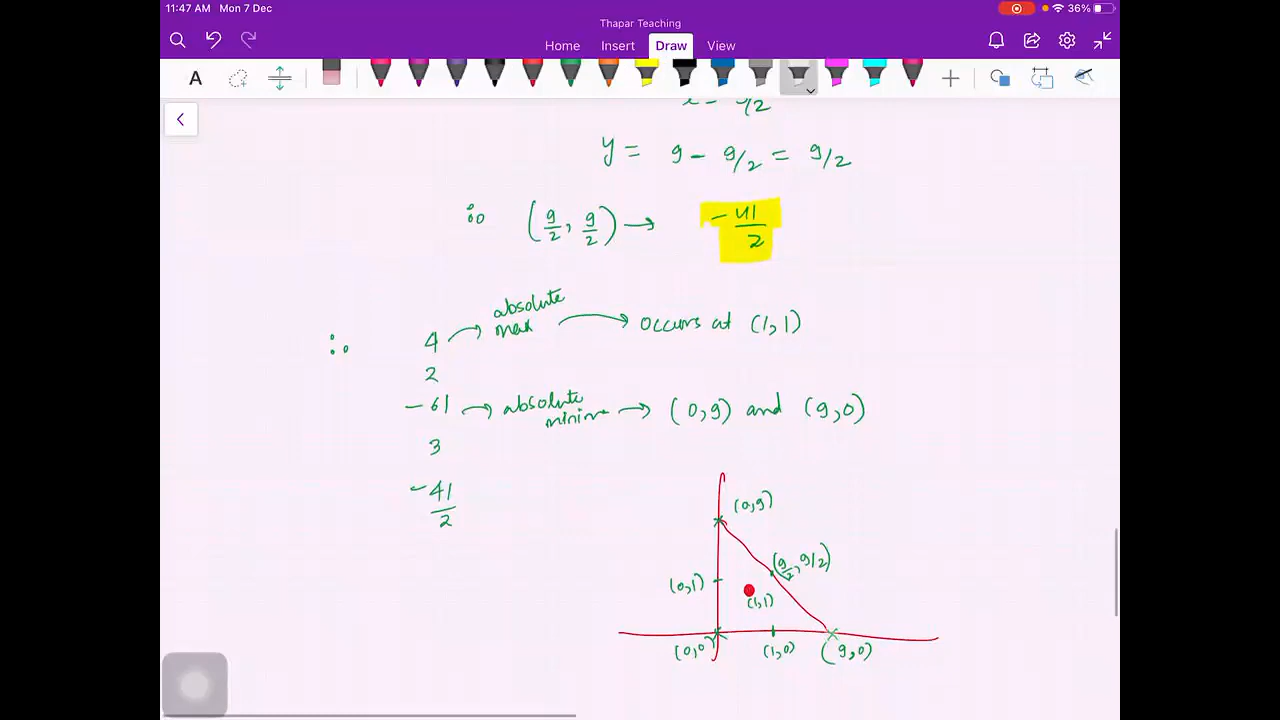 11:47 AM Mon 7 Dec
36%
Thapar Teaching
Home Insert Draw View
A
y = 9 - 9/2 = 9/2
∴ (9/2, 9/2) → -41/2
∴ 4 → absolute max → occurs at (1,1)
2
-61 → absolute minim → (0,9) and (9,0)
3
-41/2
(0,9)
(9/2, 9/2)
(0,1)
(1,1)
(0,0) (1,0) (9,0)